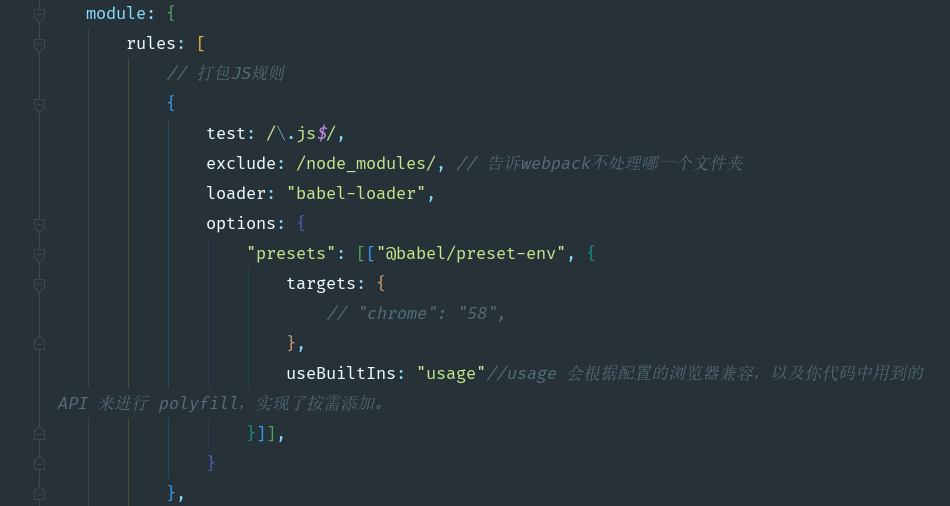 module: {
rules: [
// 打包JS规则
{
test: /\.js$/,
exclude: /node_modules/, // 告诉webpack不处理哪一个文件夹
loader: "babel-loader",
options: {
"presets": [["@babel/preset-env", {
targets: {
// "chrome": "58",
},
useBuiltIns: "usage"//usage 会根据配置的浏览器兼容，以及你代码中用到的
API 来进行 polyfill，实现了按需添加。
}]],
}
},